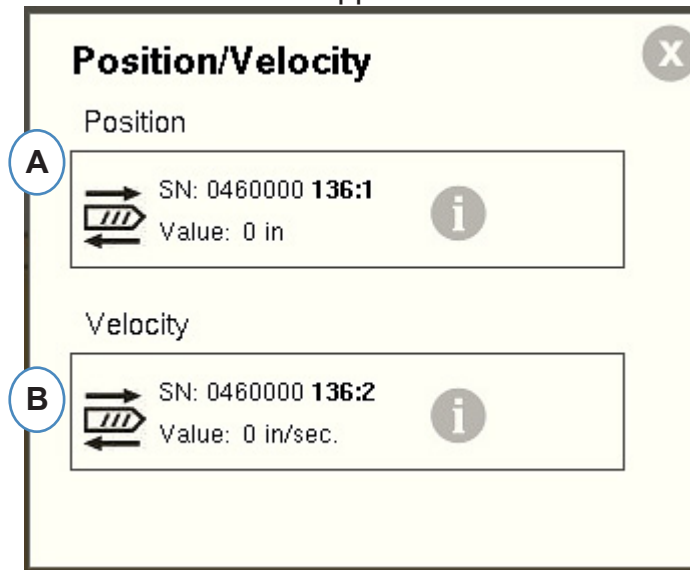 Position/Velocity
X
Position
A
SN: 0460000 136:1
Value: 0 in
i
Velocity
B
SN: 0460000 136:2
Value: 0 in/sec.
i